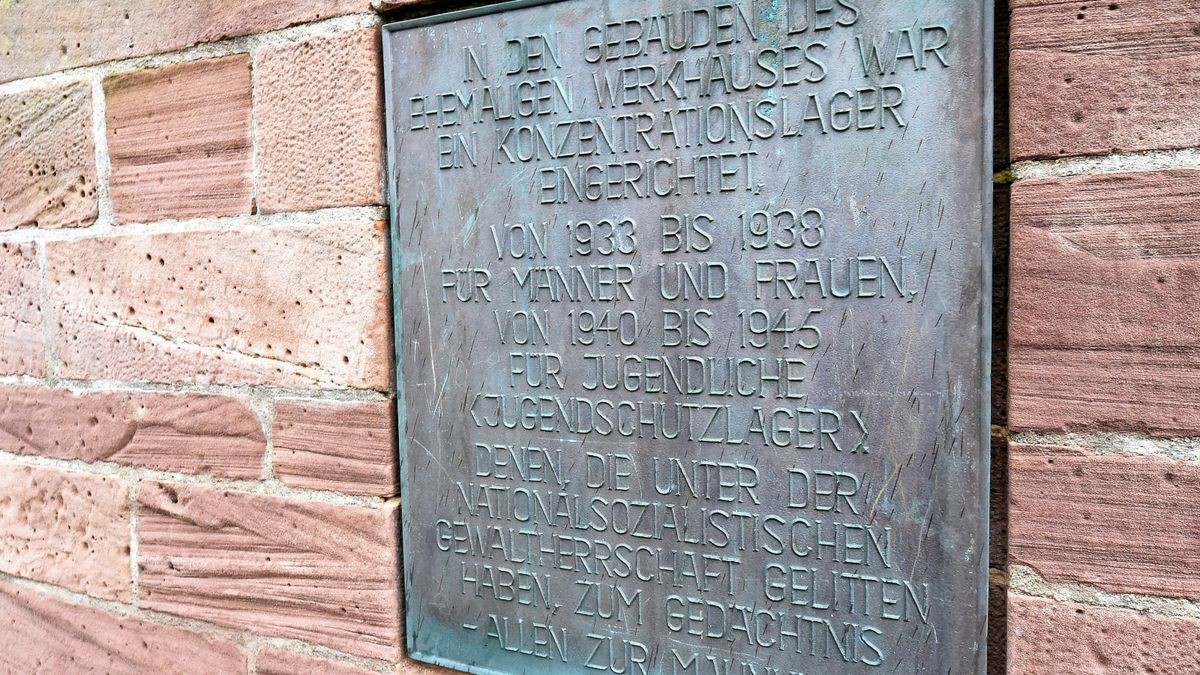 IN DEN GEBÄUDEN DES
EHEMALIGEN WERKHAUSES WAR
EIN KONZENTRATIONSLAGER
EINGERICHTET,
VON 1933 BIS 1938
FÜR MÄNNER UND FRAUEN,
VON 1940 BIS 1945
FÜR JUGENDLICHE
<JUGENDSCHUTZLAGER>
DENEN, DIE UNTER DER
NATIONALSOZIALISTISCHEN
GEWALTHERRSCHAFT GELITTEN
HABEN, ZUM GEDÄCHTNIS
– ALLEN ZUR